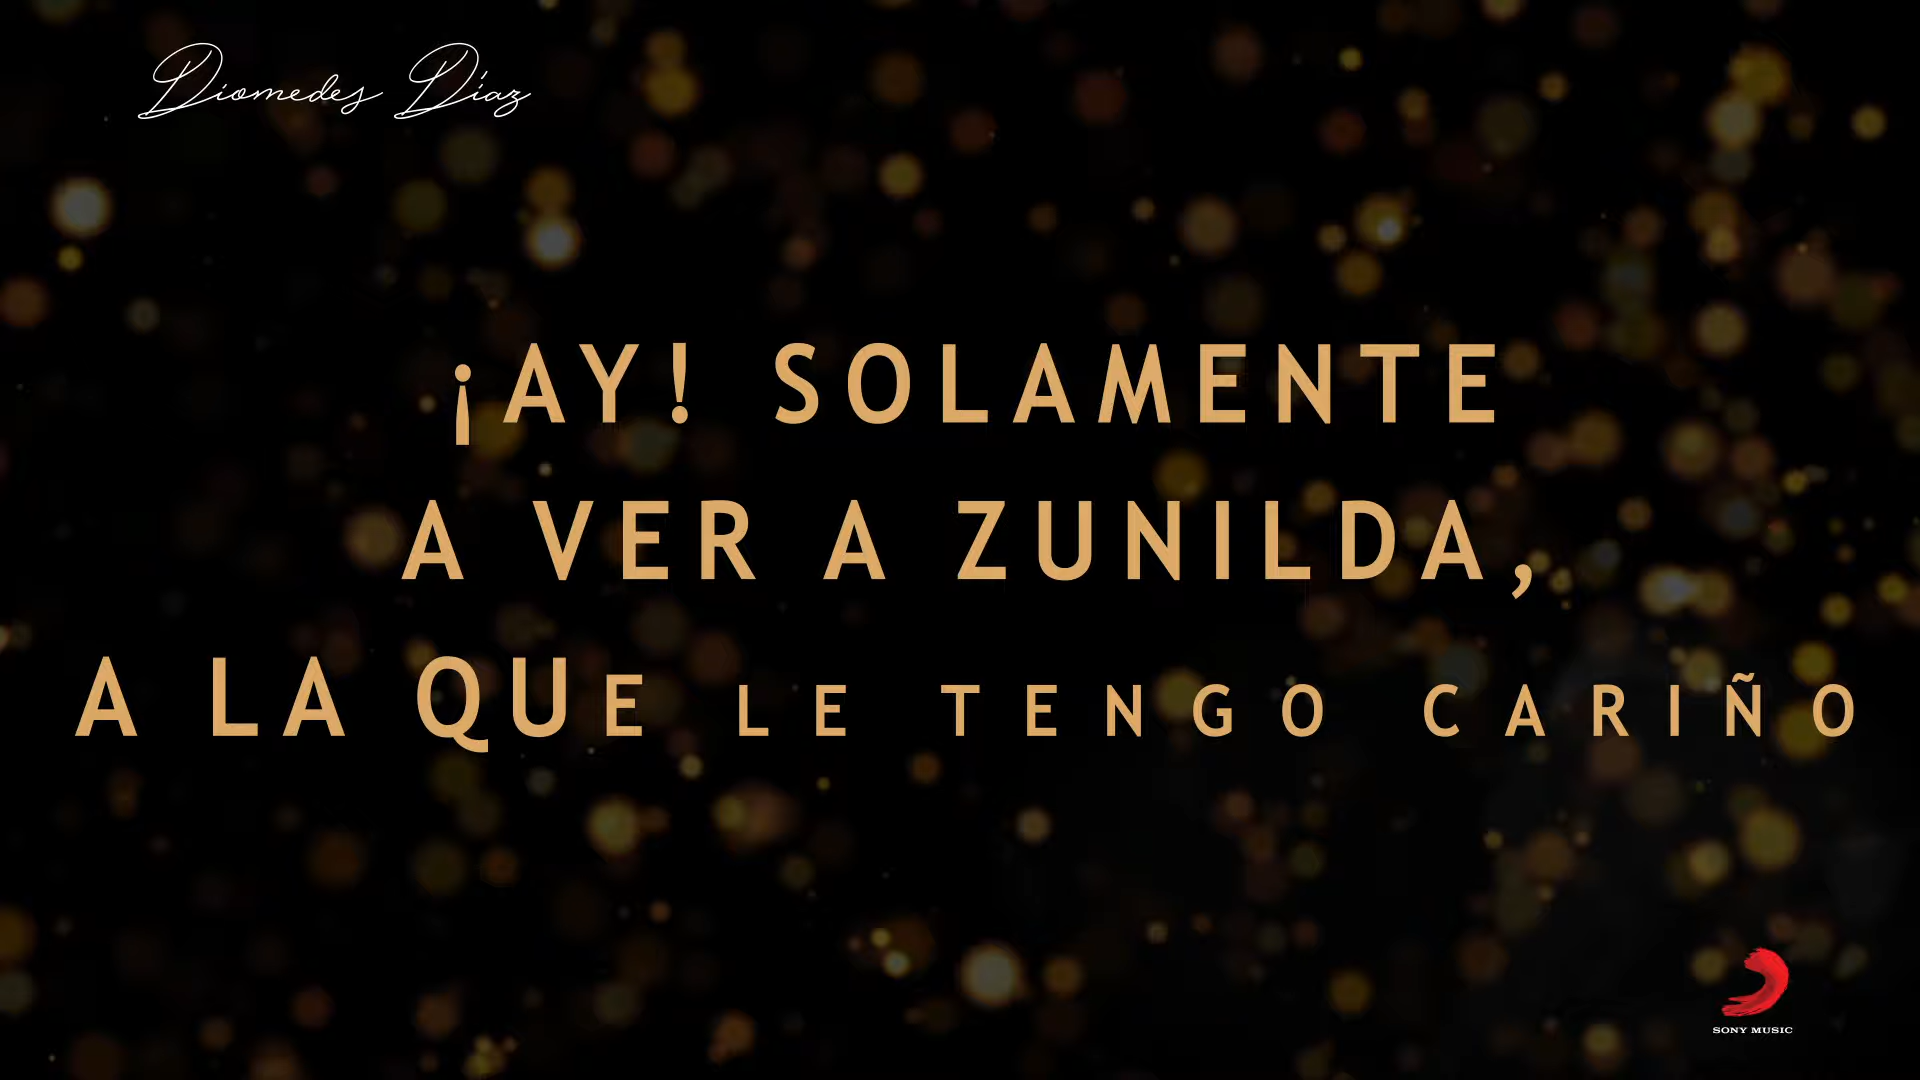 Diomedes Díaz
¡AY! SOLAMENTE
A VER A ZUNILDA,
A LA QUE LE TENGO CARIÑO
SONY MUSIC